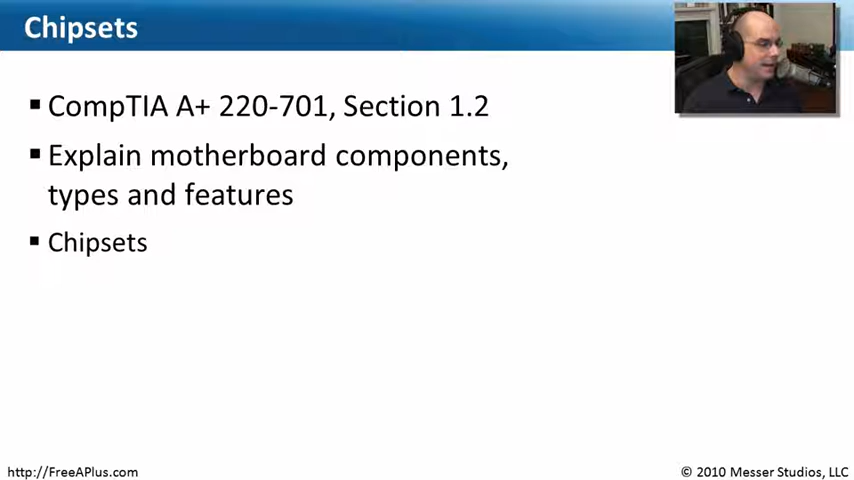 Chipsets
▪ CompTIA A+ 220-701, Section 1.2
▪ Explain motherboard components,
types and features
▪ Chipsets
http://FreeAPlus.com
© 2010 Messer Studios, LLC